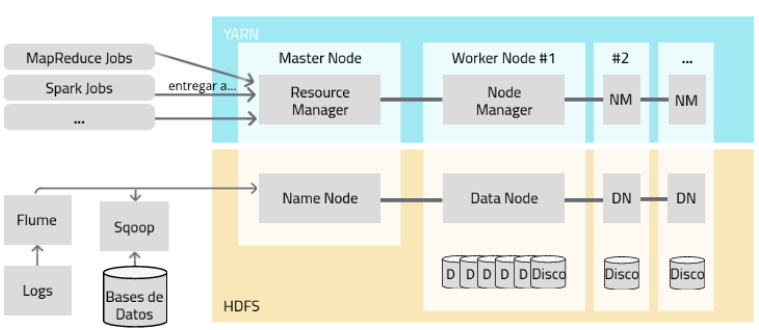 YARN
MapReduce Jobs
Spark Jobs
...
entregar a...
Master Node
Worker Node #1
#2
...
Resource
Manager
Node
Manager
NM
NM
Name Node
Data Node
DN
DN
Flume
Sqoop
Logs
Bases de
Datos
D
D
D
D
D
Disco
Disco
Disco
HDFS